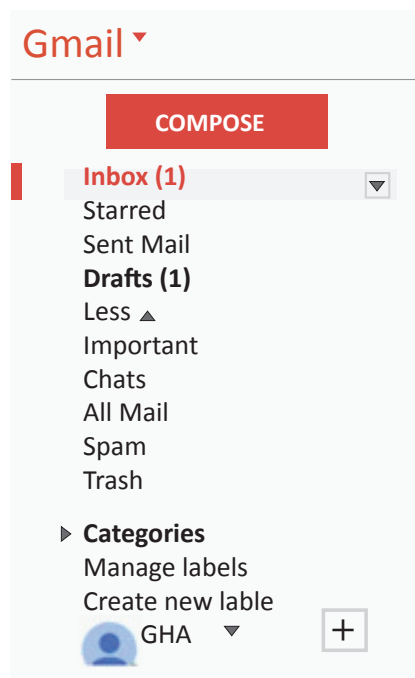 Gmail
COMPOSE
Inbox (1)
Starred
Sent Mail
Drafts (1)
Less
Important
Chats
All Mail
Spam
Trash
Categories
Manage labels
Create new lable
GHA